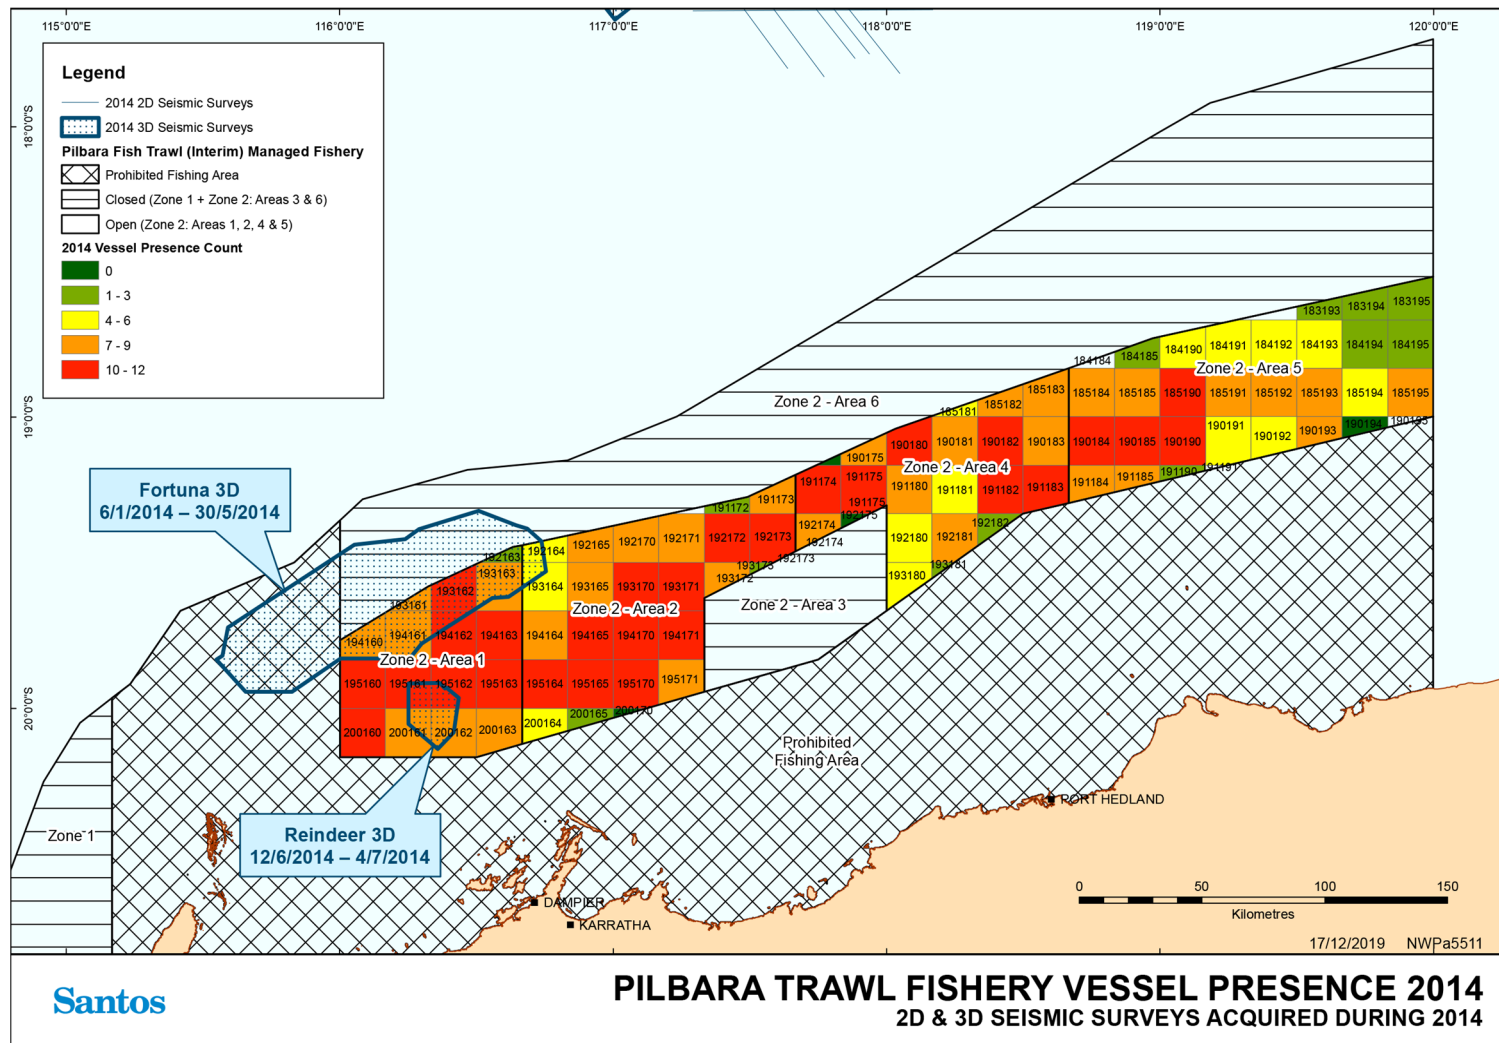 115°0'0"E
116°0'0"E
117°0'0"E
118°0'0"E
119°0'0"E
120°0'0"E
18°0'0"S
19°0'0"S
20°0'0"S
Legend
2014 2D Seismic Surveys
2014 3D Seismic Surveys
Pilbara Fish Trawl (Interim) Managed Fishery
Prohibited Fishing Area
Closed (Zone 1 + Zone 2: Areas 3 & 6)
Open (Zone 2: Areas 1, 2, 4 & 5)
2014 Vessel Presence Count
0
1 - 3
4 - 6
7 - 9
10 - 12
Fortuna 3D
6/1/2014 – 30/5/2014
Reindeer 3D
12/6/2014 – 4/7/2014
Zone 1
Zone 2 - Area 6
Zone 2 - Area 5
Zone 2 - Area 4
Zone 2 - Area 3
Zone 2 - Area 2
Zone 2 - Area 1
Prohibited
Fishing Area
183193 183194 183195
184184 184185 184190 184191 184192 184193 184194 184195
185181 185182 185183 185184 185185 185190 185191 185192 185193 185194 185195
190175 190180 190181 190182 190183 190184 190185 190190 190191 190192 190193 190194 190195
191172 191173 191174 191175 191175 191180 191181 191182 191183 191184 191185 191190 191191
192163 192164 192165 192170 192171 192172 192173 192174 192175 192174 192173 192180 192181 192182
193161 193162 193163 193164 193165 193170 193171 193172 193173 193180 193181
194160 194161 194162 194163 194164 194165 194170 194171
195160 195161 195162 195163 195164 195165 195170 195171
200160 200161 200162 200163 200164 200165 200170
PORT HEDLAND
DAMPIER
KARRATHA
0 50 100 150
Kilometres
17/12/2019 NWPa5511
Santos
PILBARA TRAWL FISHERY VESSEL PRESENCE 2014
2D & 3D SEISMIC SURVEYS ACQUIRED DURING 2014